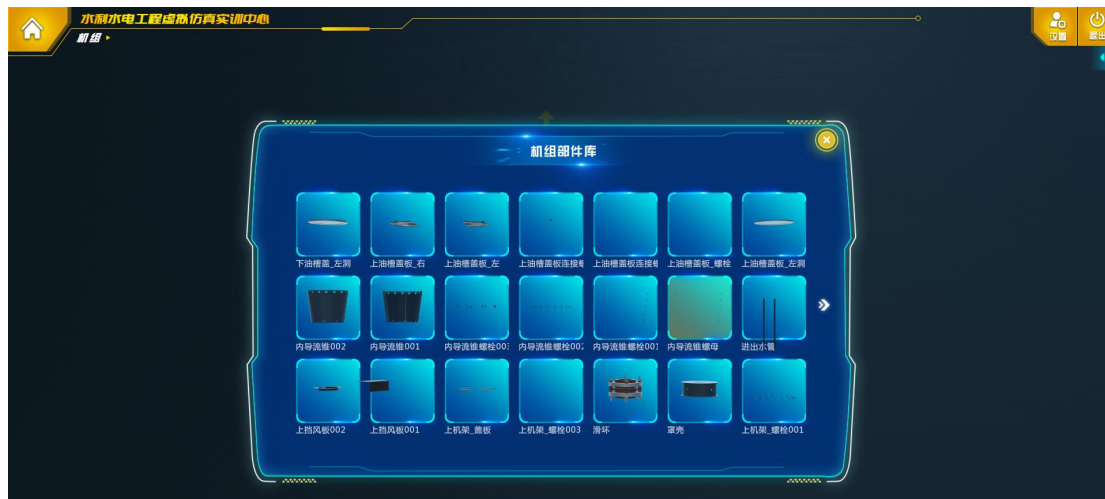 水利水电工程虚拟仿真实训中心
机组
设置
退出
机组部件库
下油槽盖_左洞
上油槽盖板_右
上油槽盖板_左
上油槽盖板连接螺
上油槽盖板连接螺
上油槽盖板_螺栓
上油槽盖板_左洞
内导流锥002
内导流锥001
内导流锥螺栓003
内导流锥螺栓002
内导流锥螺栓001
内导流锥螺母
进出水管
上挡风板002
上挡风板001
上机架_盖板
上机架_螺栓003
滑环
罩壳
上机架_螺栓001